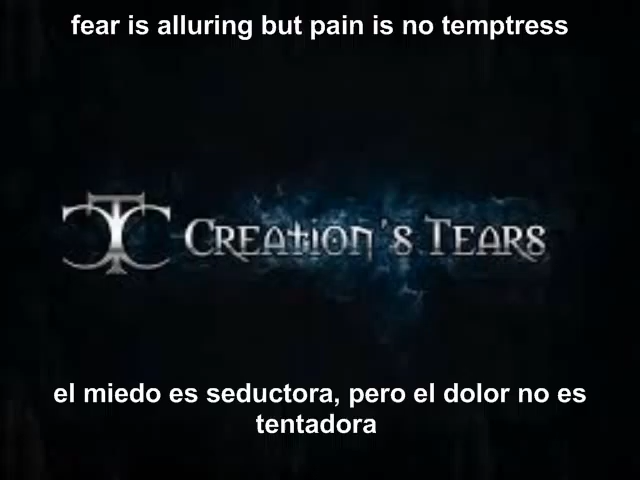 fear is alluring but pain is no temptress
CREATION'S TEARS
el miedo es seductora, pero el dolor no es
tentadora